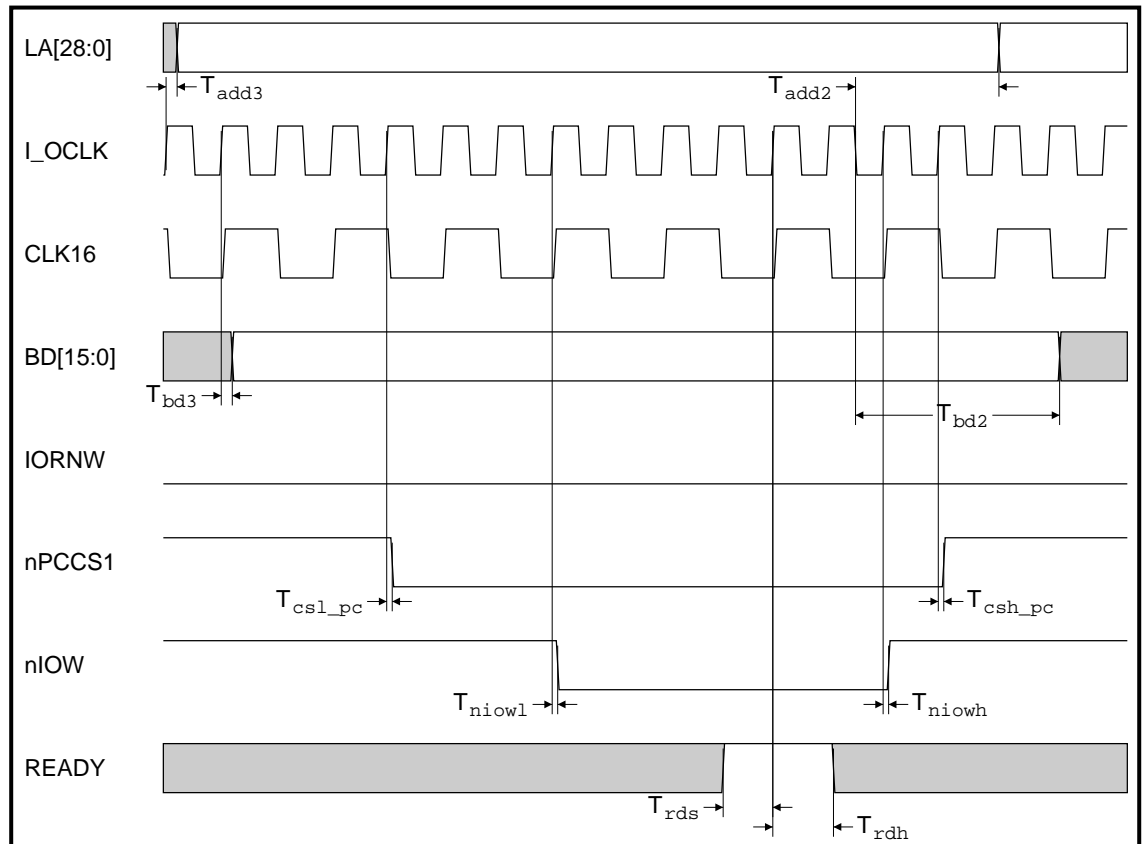 LA[28:0]
Tadd3
Tadd2
I_OCLK
CLK16
BD[15:0]
Tbd3
Tbd2
IORNW
nPCCS1
Tcsl_pc
Tcsh_pc
nIOW
Tniowl
Tniowh
READY
Trds
Trdh